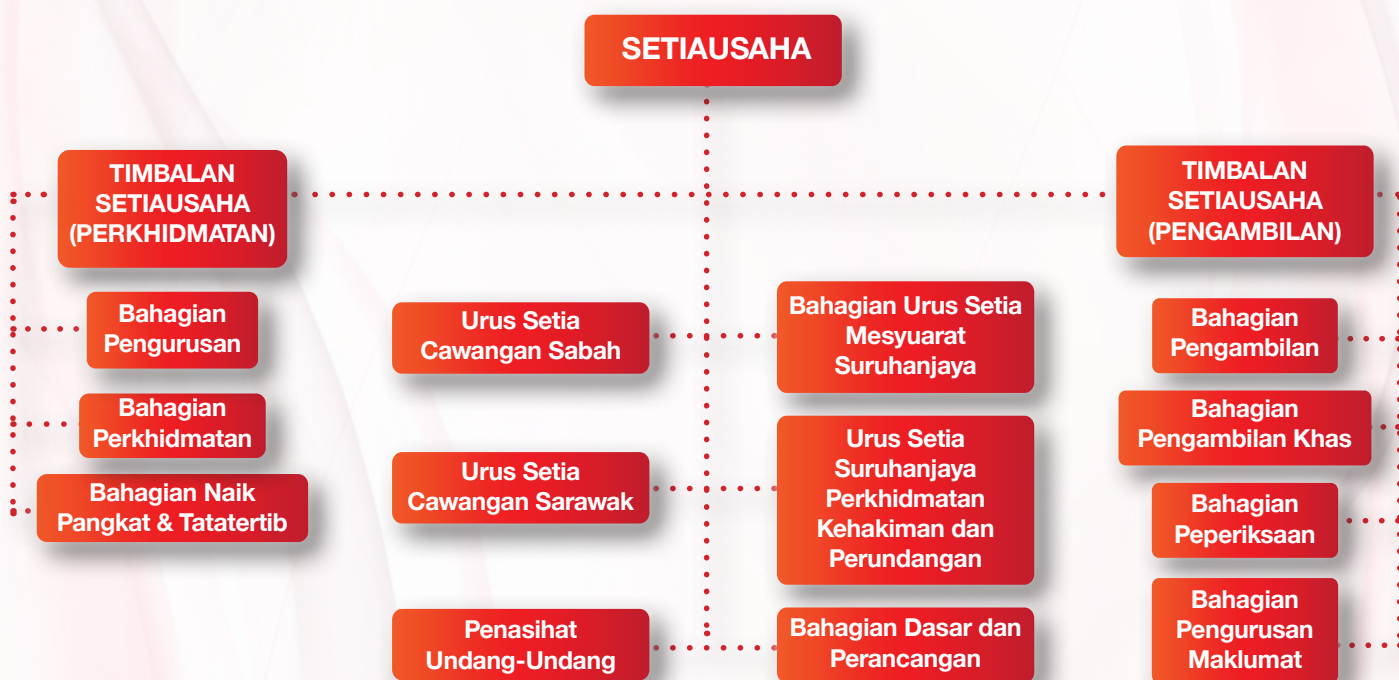 SETIAUSAHA
TIMBALAN
SETIAUSAHA
(PERKHIDMATAN)
Bahagian
Pengurusan
Bahagian
Perkhidmatan
Bahagian Naik
Pangkat & Tatatertib
Urus Setia
Cawangan Sabah
Urus Setia
Cawangan Sarawak
Penasihat
Undang-Undang
Bahagian Urus Setia
Mesyuarat
Suruhanjaya
Urus Setia
Suruhanjaya
Perkhidmatan
Kehakiman dan
Perundangan
Bahagian Dasar dan
Perancangan
TIMBALAN
SETIAUSAHA
(PENGAMBILAN)
Bahagian
Pengambilan
Bahagian
Pengambilan Khas
Bahagian
Peperiksaan
Bahagian
Pengurusan
Maklumat